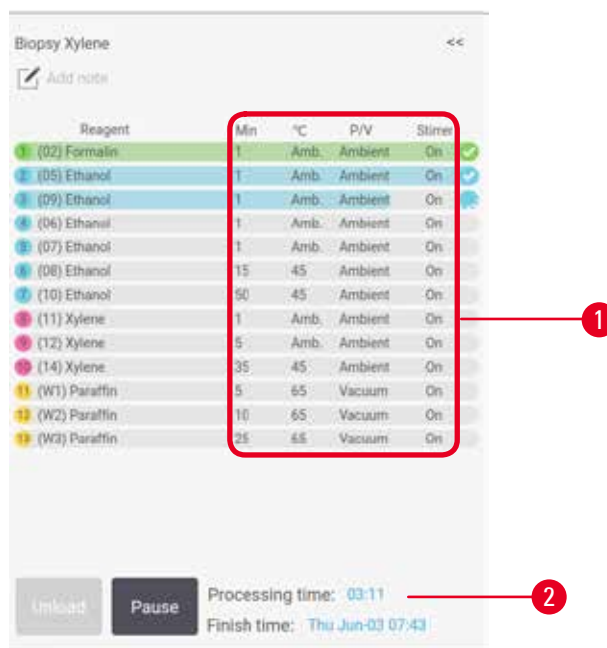 Biopsy Xylene <<
Add note
Reagent Min °C P/V Stirrer
1 (02) Formalin 1 Amb. Ambient On
2 (05) Ethanol 1 Amb. Ambient On
3 (09) Ethanol 1 Amb. Ambient On
4 (06) Ethanol 1 Amb. Ambient On
5 (07) Ethanol 1 Amb. Ambient On
6 (08) Ethanol 15 45 Ambient On
7 (10) Ethanol 50 45 Ambient On
8 (11) Xylene 1 Amb. Ambient On
9 (12) Xylene 5 Amb. Ambient On
10 (14) Xylene 35 45 Ambient On
11 (W1) Paraffin 5 65 Vacuum On
12 (W2) Paraffin 10 65 Vacuum On
13 (W3) Paraffin 25 65 Vacuum On
1
Unload Pause Processing time: 03:11 2
Finish time: Thu Jun-03 07:43